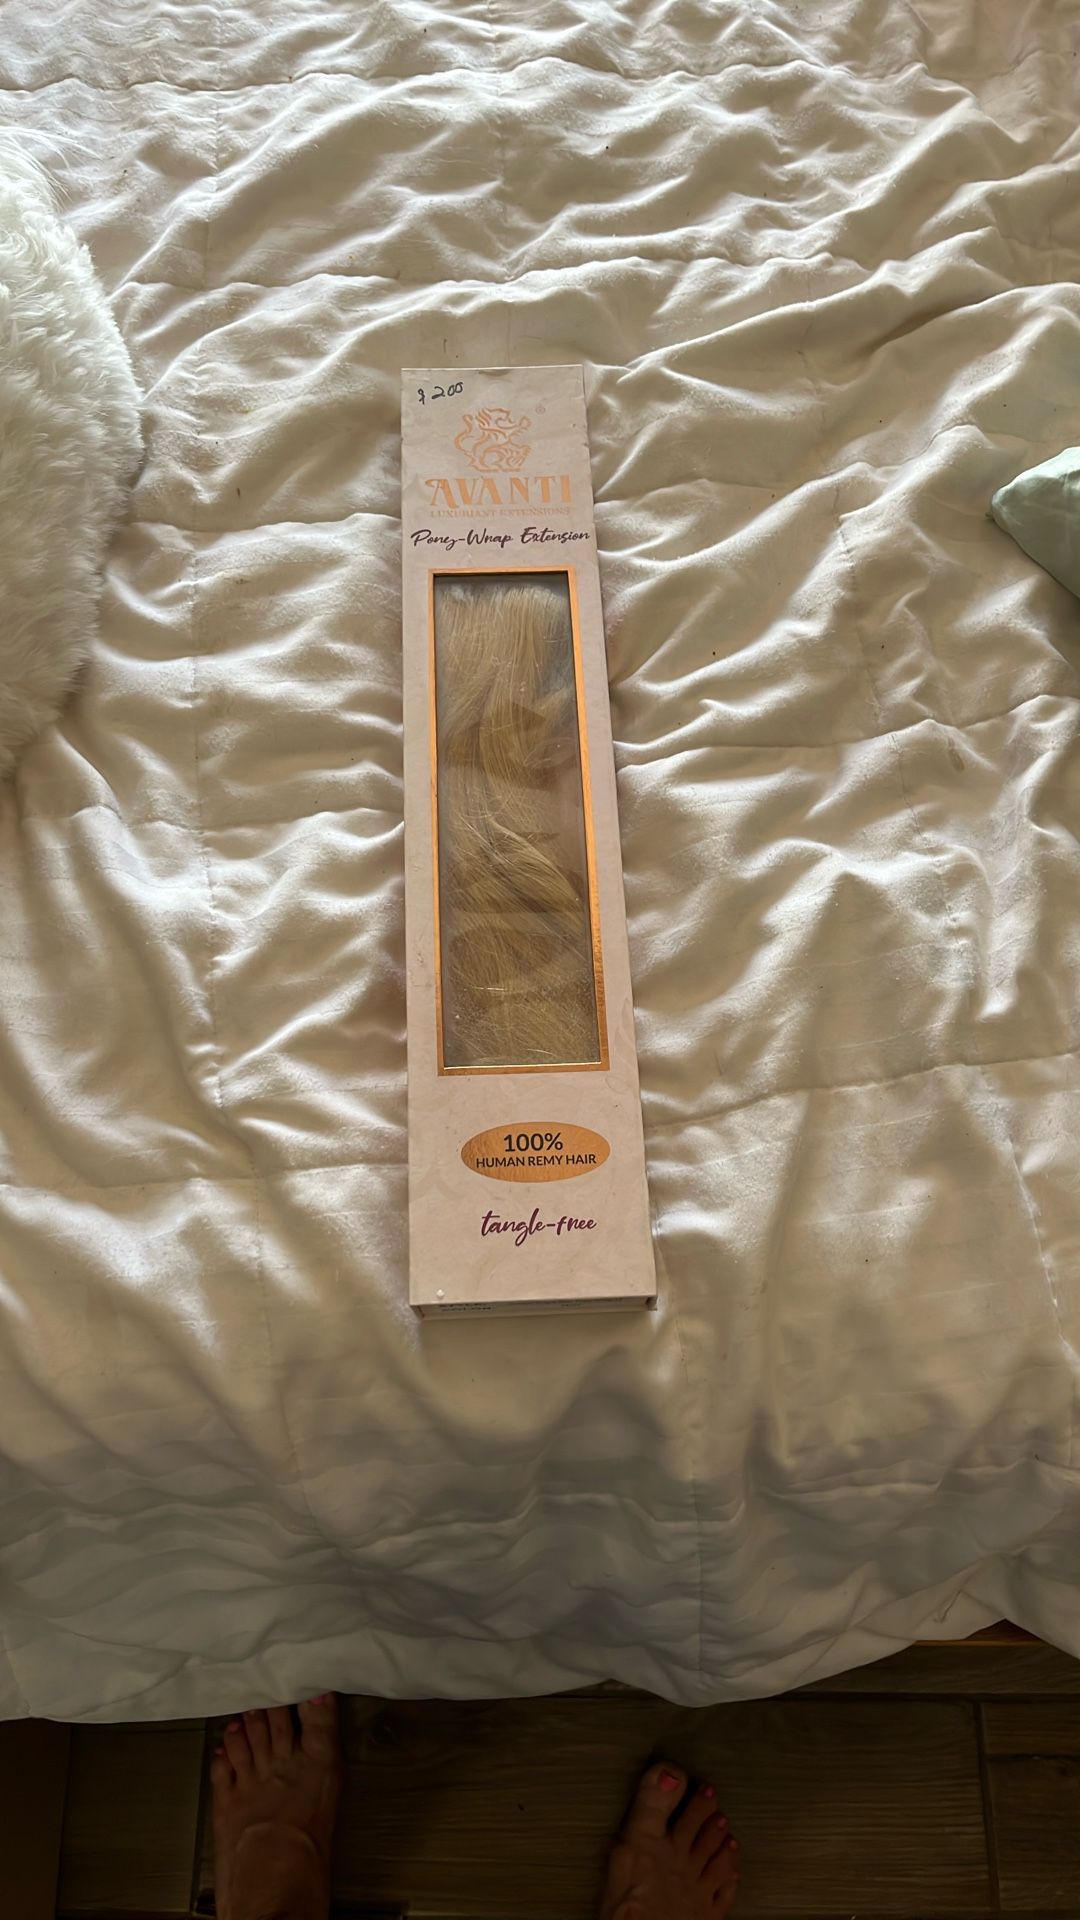 $200
®
AVANTI
LUXURIANT EXTENSIONS
Pony-Wrap Extension
100%
HUMAN REMY HAIR
tangle-free